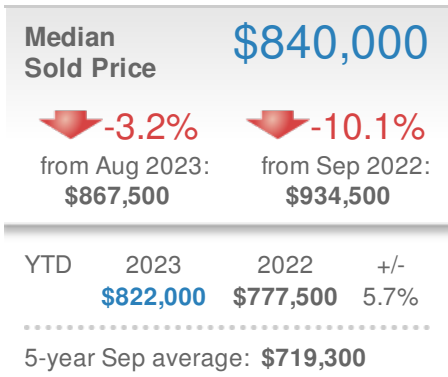 Median
Sold Price
$840,000
-3.2%
from Aug 2023:
$867,500
-10.1%
from Sep 2022:
$934,500
YTD 2023 2022 +/-
$822,000 $777,500 5.7%
5-year Sep average: $719,300